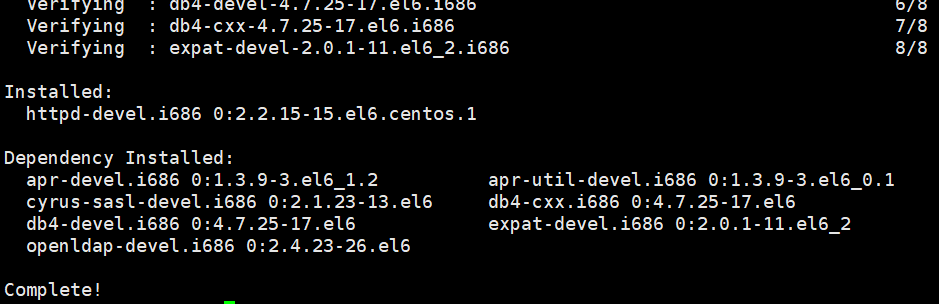 Verifying  : db4-devel-4.7.25-17.el6.i686 6/8
Verifying  : db4-cxx-4.7.25-17.el6.i686 7/8
Verifying  : expat-devel-2.0.1-11.el6_2.i686 8/8
Installed:
httpd-devel.i686 0:2.2.15-15.el6.centos.1
Dependency Installed:
apr-devel.i686 0:1.3.9-3.el6_1.2 apr-util-devel.i686 0:1.3.9-3.el6_0.1
cyrus-sasl-devel.i686 0:2.1.23-13.el6 db4-cxx.i686 0:4.7.25-17.el6
db4-devel.i686 0:4.7.25-17.el6 expat-devel.i686 0:2.0.1-11.el6_2
openldap-devel.i686 0:2.4.23-26.el6
Complete!